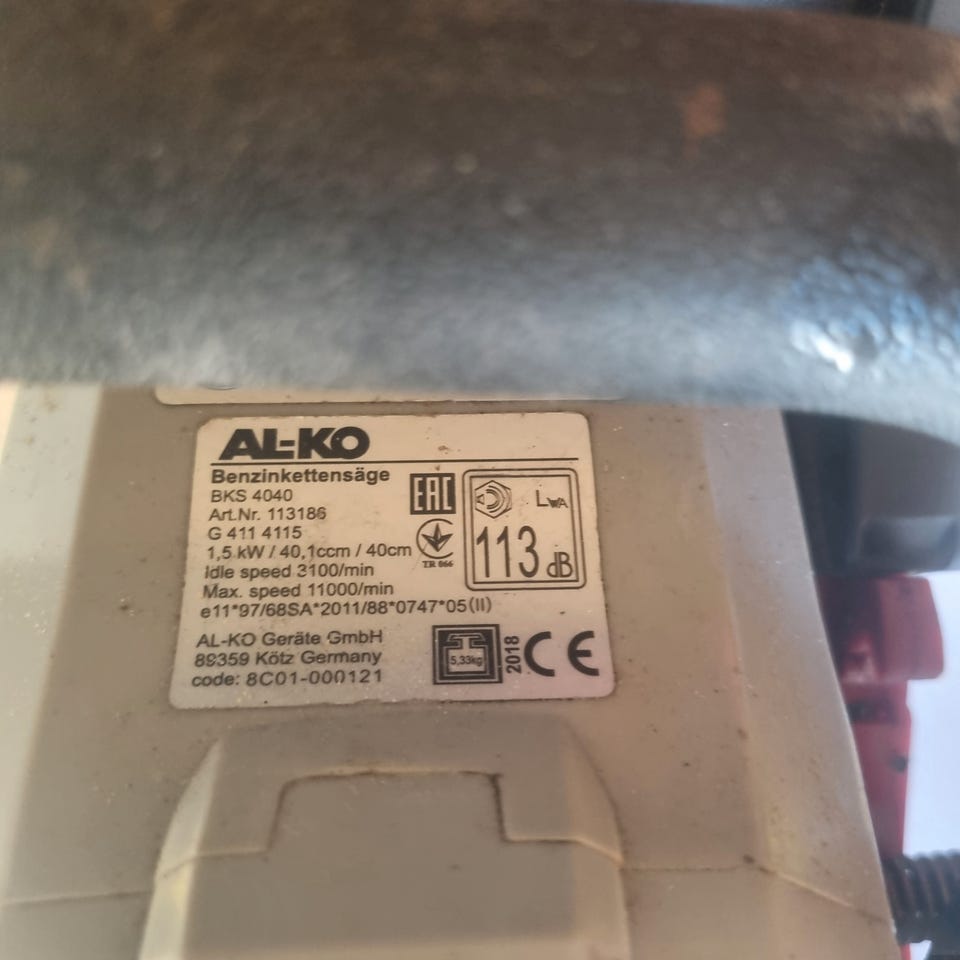 AL-KO
Benzinkettensäge
BKS 4040
Art.Nr. 113186
G 411 4115
1,5 kW / 40,1ccm / 40cm
Idle speed 3100/min
Max. speed 11000/min
e11*97/68SA*2011/88*0747*05(II)
EAC
TR 066
LWA
113 dB
AL-KO Geräte GmbH
89359 Kötz Germany
code: 8C01-000121
5,33kg
2018
CE